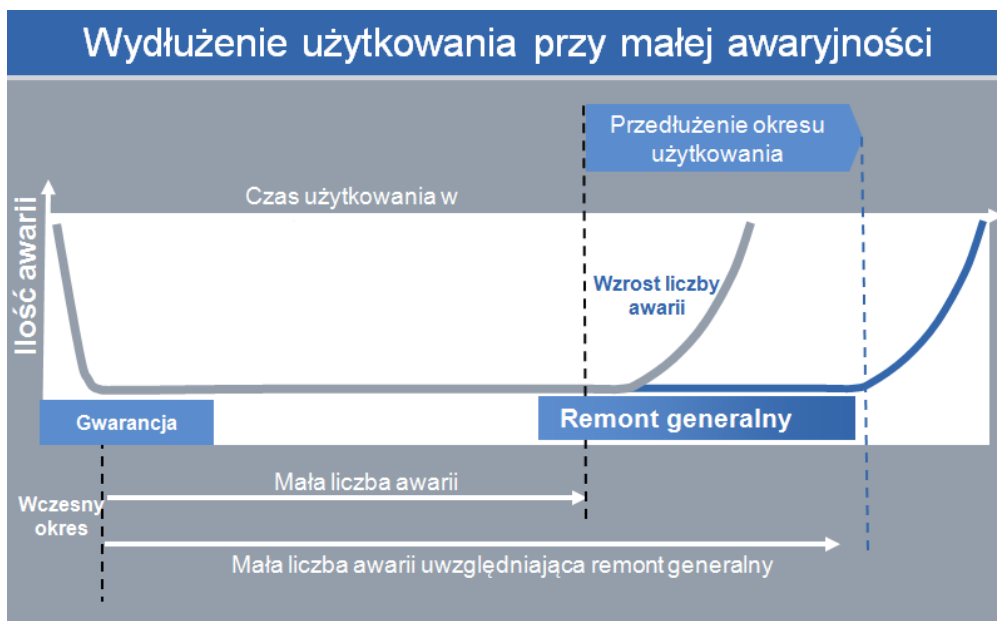 Wydłużenie użytkowania przy małej awaryjności
Przedłużenie okresu
użytkowania
Czas użytkowania w
Ilość awarii
Wzrost liczby
awarii
Gwarancja
Remont generalny
Mała liczba awarii
Wczesny
okres
Mała liczba awarii uwzględniająca remont generalny